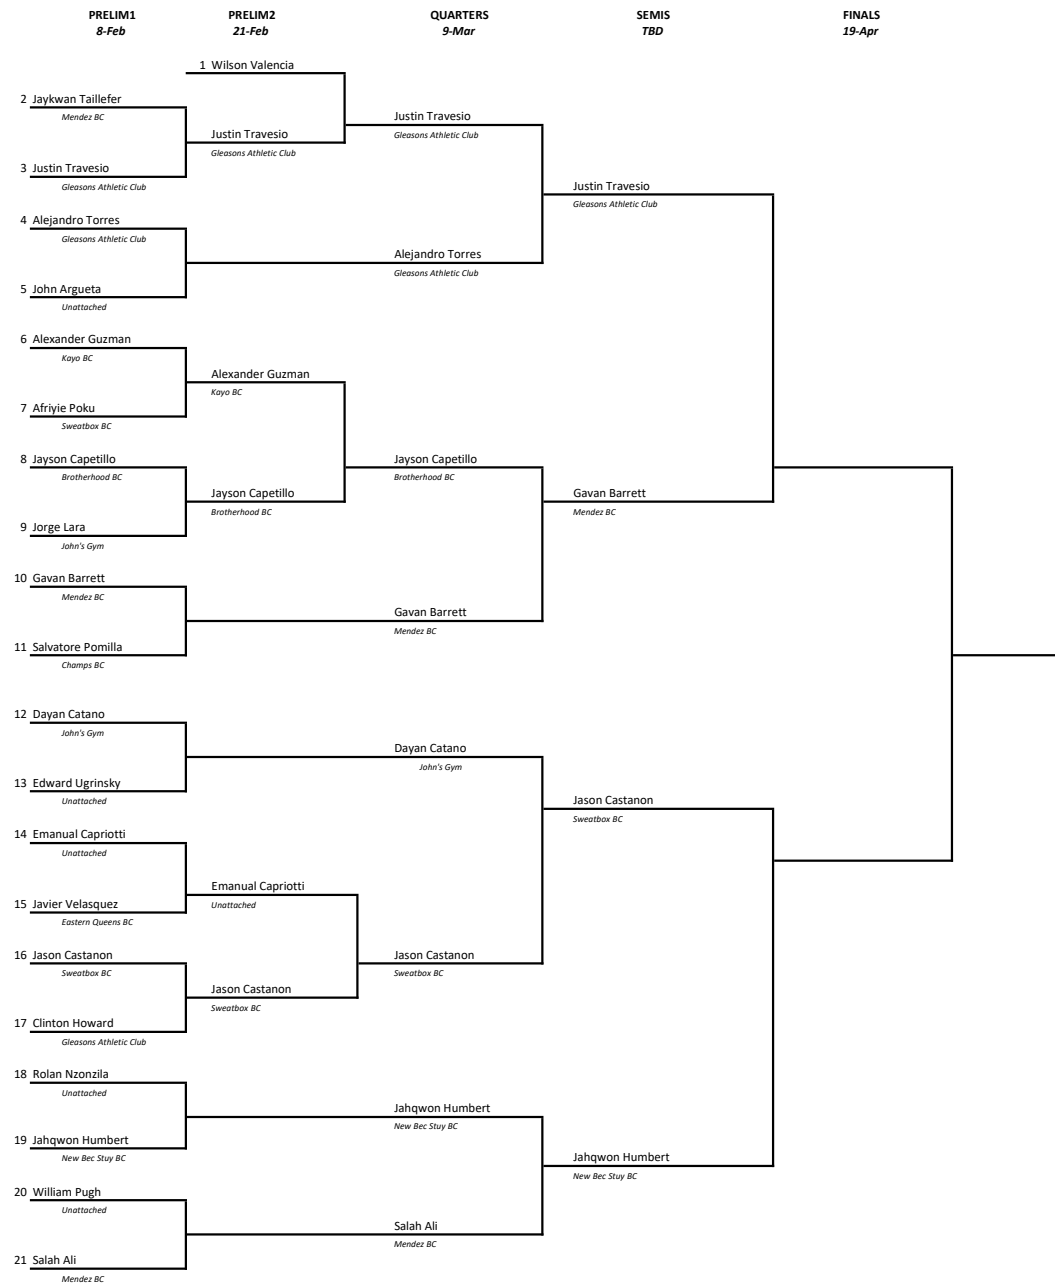 PRELIM1 PRELIM2 QUARTERS SEMIS FINALS
8-Feb 21-Feb 9-Mar TBD 19-Apr
1 Wilson Valencia
2 Jaykwan Taillefer
Mendez BC
Justin Travesio
Gleasons Athletic Club
Justin Travesio
Gleasons Athletic Club
3 Justin Travesio
Gleasons Athletic Club
Justin Travesio
Gleasons Athletic Club
4 Alejandro Torres
Gleasons Athletic Club
Alejandro Torres
Gleasons Athletic Club
5 John Argueta
Unattached
6 Alexander Guzman
Kayo BC
Alexander Guzman
Kayo BC
7 Afriyie Poku
Sweatbox BC
8 Jayson Capetillo
Brotherhood BC
Jayson Capetillo
Brotherhood BC
Jayson Capetillo
Brotherhood BC
Gavan Barrett
Mendez BC
9 Jorge Lara
John's Gym
10 Gavan Barrett
Mendez BC
Gavan Barrett
Mendez BC
11 Salvatore Pomilla
Champs BC
12 Dayan Catano
John's Gym
Dayan Catano
John's Gym
13 Edward Ugrinsky
Unattached
Jason Castanon
Sweatbox BC
14 Emanual Capriotti
Unattached
Emanual Capriotti
Unattached
15 Javier Velasquez
Eastern Queens BC
16 Jason Castanon
Sweatbox BC
Jason Castanon
Sweatbox BC
Jason Castanon
Sweatbox BC
17 Clinton Howard
Gleasons Athletic Club
18 Rolan Nzonzila
Unattached
Jahqwon Humbert
New Bec Stuy BC
19 Jahqwon Humbert
New Bec Stuy BC
Jahqwon Humbert
New Bec Stuy BC
20 William Pugh
Unattached
Salah Ali
Mendez BC
21 Salah Ali
Mendez BC